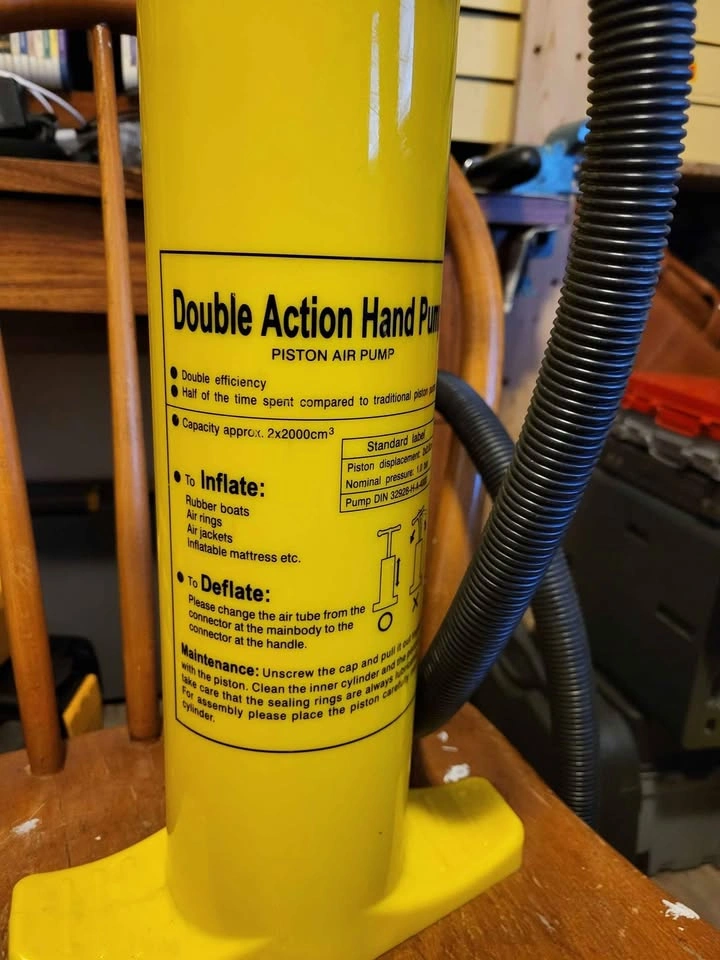 Double Action Hand
PISTON AIR PUMP
● Double efficiency
● Half of the time spent compared to traditional piston
● Capacity approx. 2x2000cm³
Standard label
Piston displacement
Nominal pressure:
Pump DIN 32928-H-A
● To Inflate:
Rubber boats
Air rings
Air jackets
Inflatable mattress etc.
● To Deflate:
Please change the air tube from the
connector at the mainbody to the
connector at the handle.
Maintenance: Unscrew the cap and pull it out
with the piston. Clean the inner cylinder and the
take care that the sealing rings are always
For assembly please place the piston carefully
cylinder.